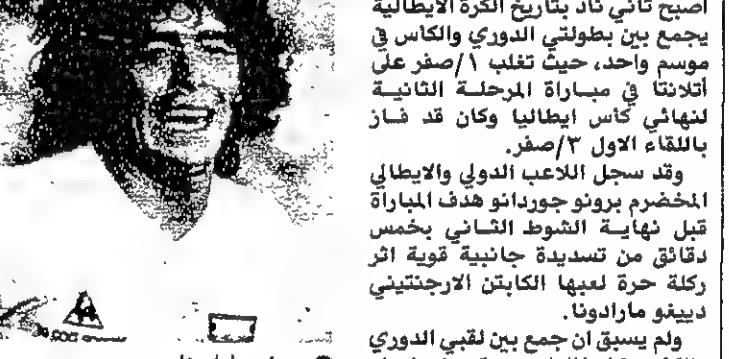 اصبح ثاني ناد بتاريخ الكرة الايطالية
يجمع بين بطولتي الدوري والكاس في
موسم واحد، حيث تغلب ١/صفر على
أتلانتا في مباراة المرحلة الثانية
لنهائي كأس ايطاليا وكان قد فاز
باللقاء الاول ٣/صفر.
وقد سجل اللاعب الدولي والايطالي
المخضرم برونو جوردانو هدف المباراة
قبل نهاية الشوط الثاني بخمس
دقائق من تسديدة جانبية قوية اثر
ركلة حرة لعبها الكابتن الارجنتيني
دييغو مارادونا.
ولم يسبق ان جمع بين لقبي الدوري